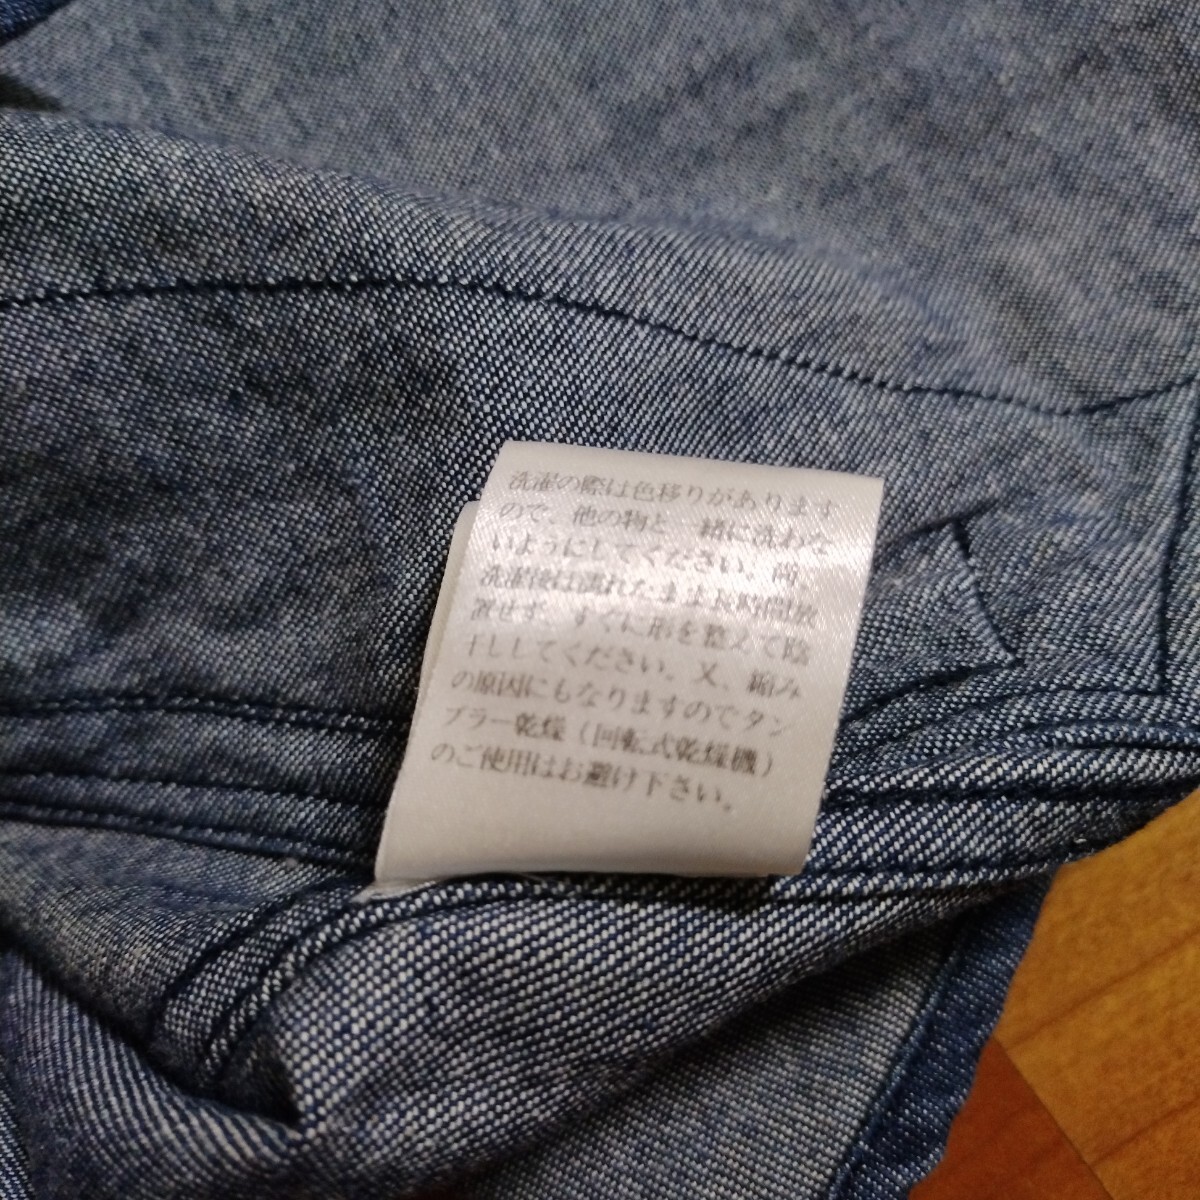 洗濯の際は色移りがあります
ので、他の物と一緒に洗わな
いようにしてください。尚、
洗濯後は濡れたまま長時間放
置せず、すぐに形を整えて陰
干ししてください。又、縮み
の原因にもなりますのでタン
ブラー乾燥(回転式乾燥機)
のご使用はお避け下さい。